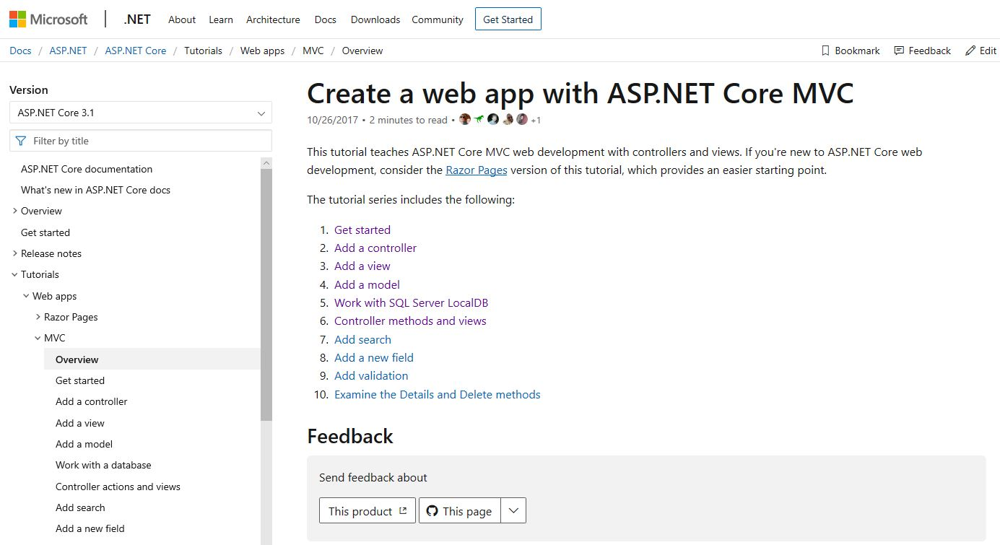 Microsoft | .NET About Learn Architecture Docs Downloads Community Get Started
Docs / ASP.NET / ASP.NET Core / Tutorials / Web apps / MVC / Overview Bookmark Feedback Edit
Version
ASP.NET Core 3.1
Filter by title
ASP.NET Core documentation
What's new in ASP.NET Core docs
Overview
Get started
Release notes
Tutorials
Web apps
Razor Pages
MVC
Overview
Get started
Add a controller
Add a view
Add a model
Work with a database
Controller actions and views
Add search
Add a new field
Create a web app with ASP.NET Core MVC
10/26/2017 • 2 minutes to read • +1
This tutorial teaches ASP.NET Core MVC web development with controllers and views. If you're new to ASP.NET Core web
development, consider the Razor Pages version of this tutorial, which provides an easier starting point.
The tutorial series includes the following:
1. Get started
2. Add a controller
3. Add a view
4. Add a model
5. Work with SQL Server LocalDB
6. Controller methods and views
7. Add search
8. Add a new field
9. Add validation
10. Examine the Details and Delete methods
Feedback
Send feedback about
This product This page